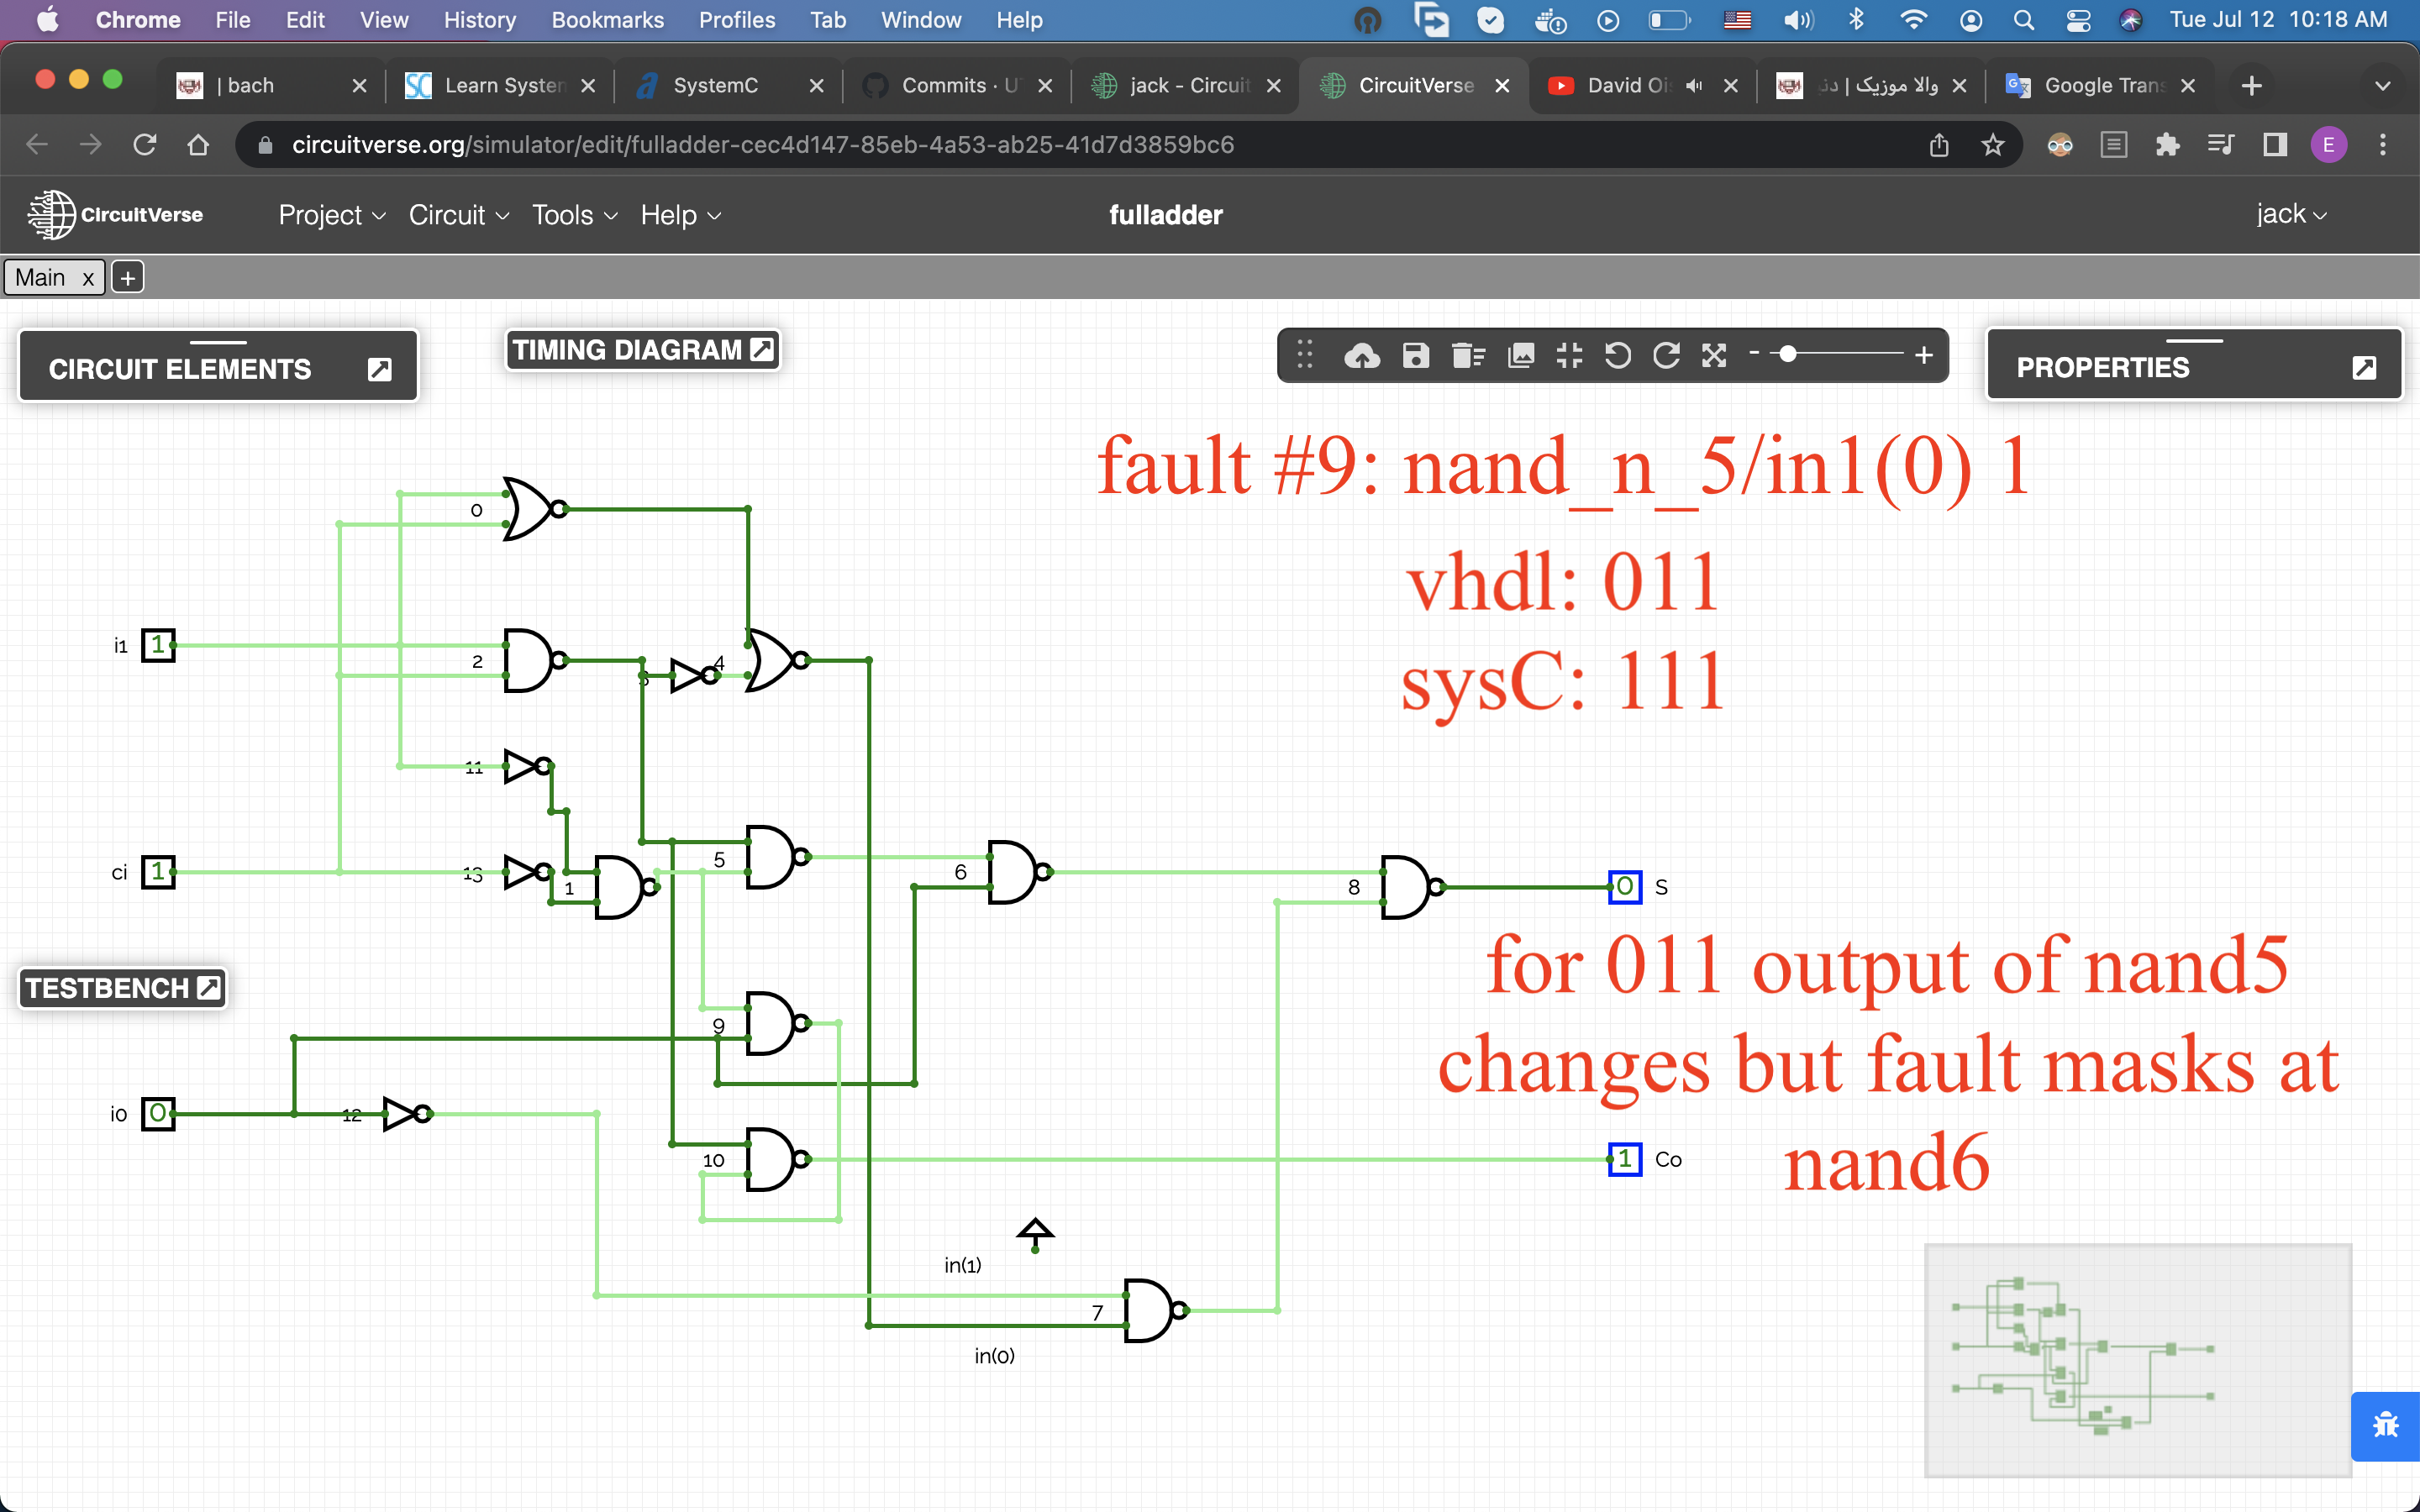 Chrome File Edit View History Bookmarks Profiles Tab Window Help Tue Jul 12 10:18 AM
| bach Learn System SystemC Commits · U jack - Circuit CircuitVerse David Oi والا موزیک | دن Google Trans
circuitverse.org/simulator/edit/fulladder-cec4d147-85eb-4a53-ab25-41d7d3859bc6 E
CircuitVerse Project Circuit Tools Help fulladder jack
Main x +
CIRCUIT ELEMENTS TIMING DIAGRAM - + PROPERTIES
fault #9: nand_n_5/in1(0) 1
0
vhdl: 011
i1 1 2 4
3
sysC: 111
11
5
ci 1 13 1 6 8 0 S
for 011 output of nand5
TESTBENCH
9
changes but fault masks at
i0 0 12
10 1 Co
nand6
in(1)
7
in(0)